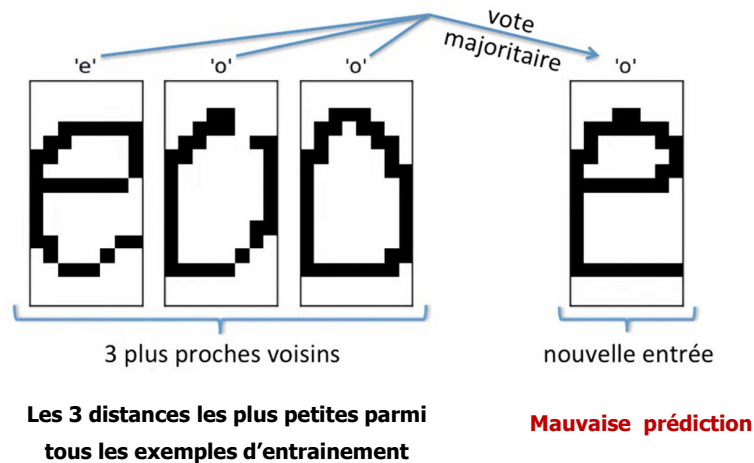 vote
majoritaire
'e' 'o' 'o' 'o'
3 plus proches voisins nouvelle entrée
Les 3 distances les plus petites parmi
tous les exemples d'entrainement
Mauvaise prédiction